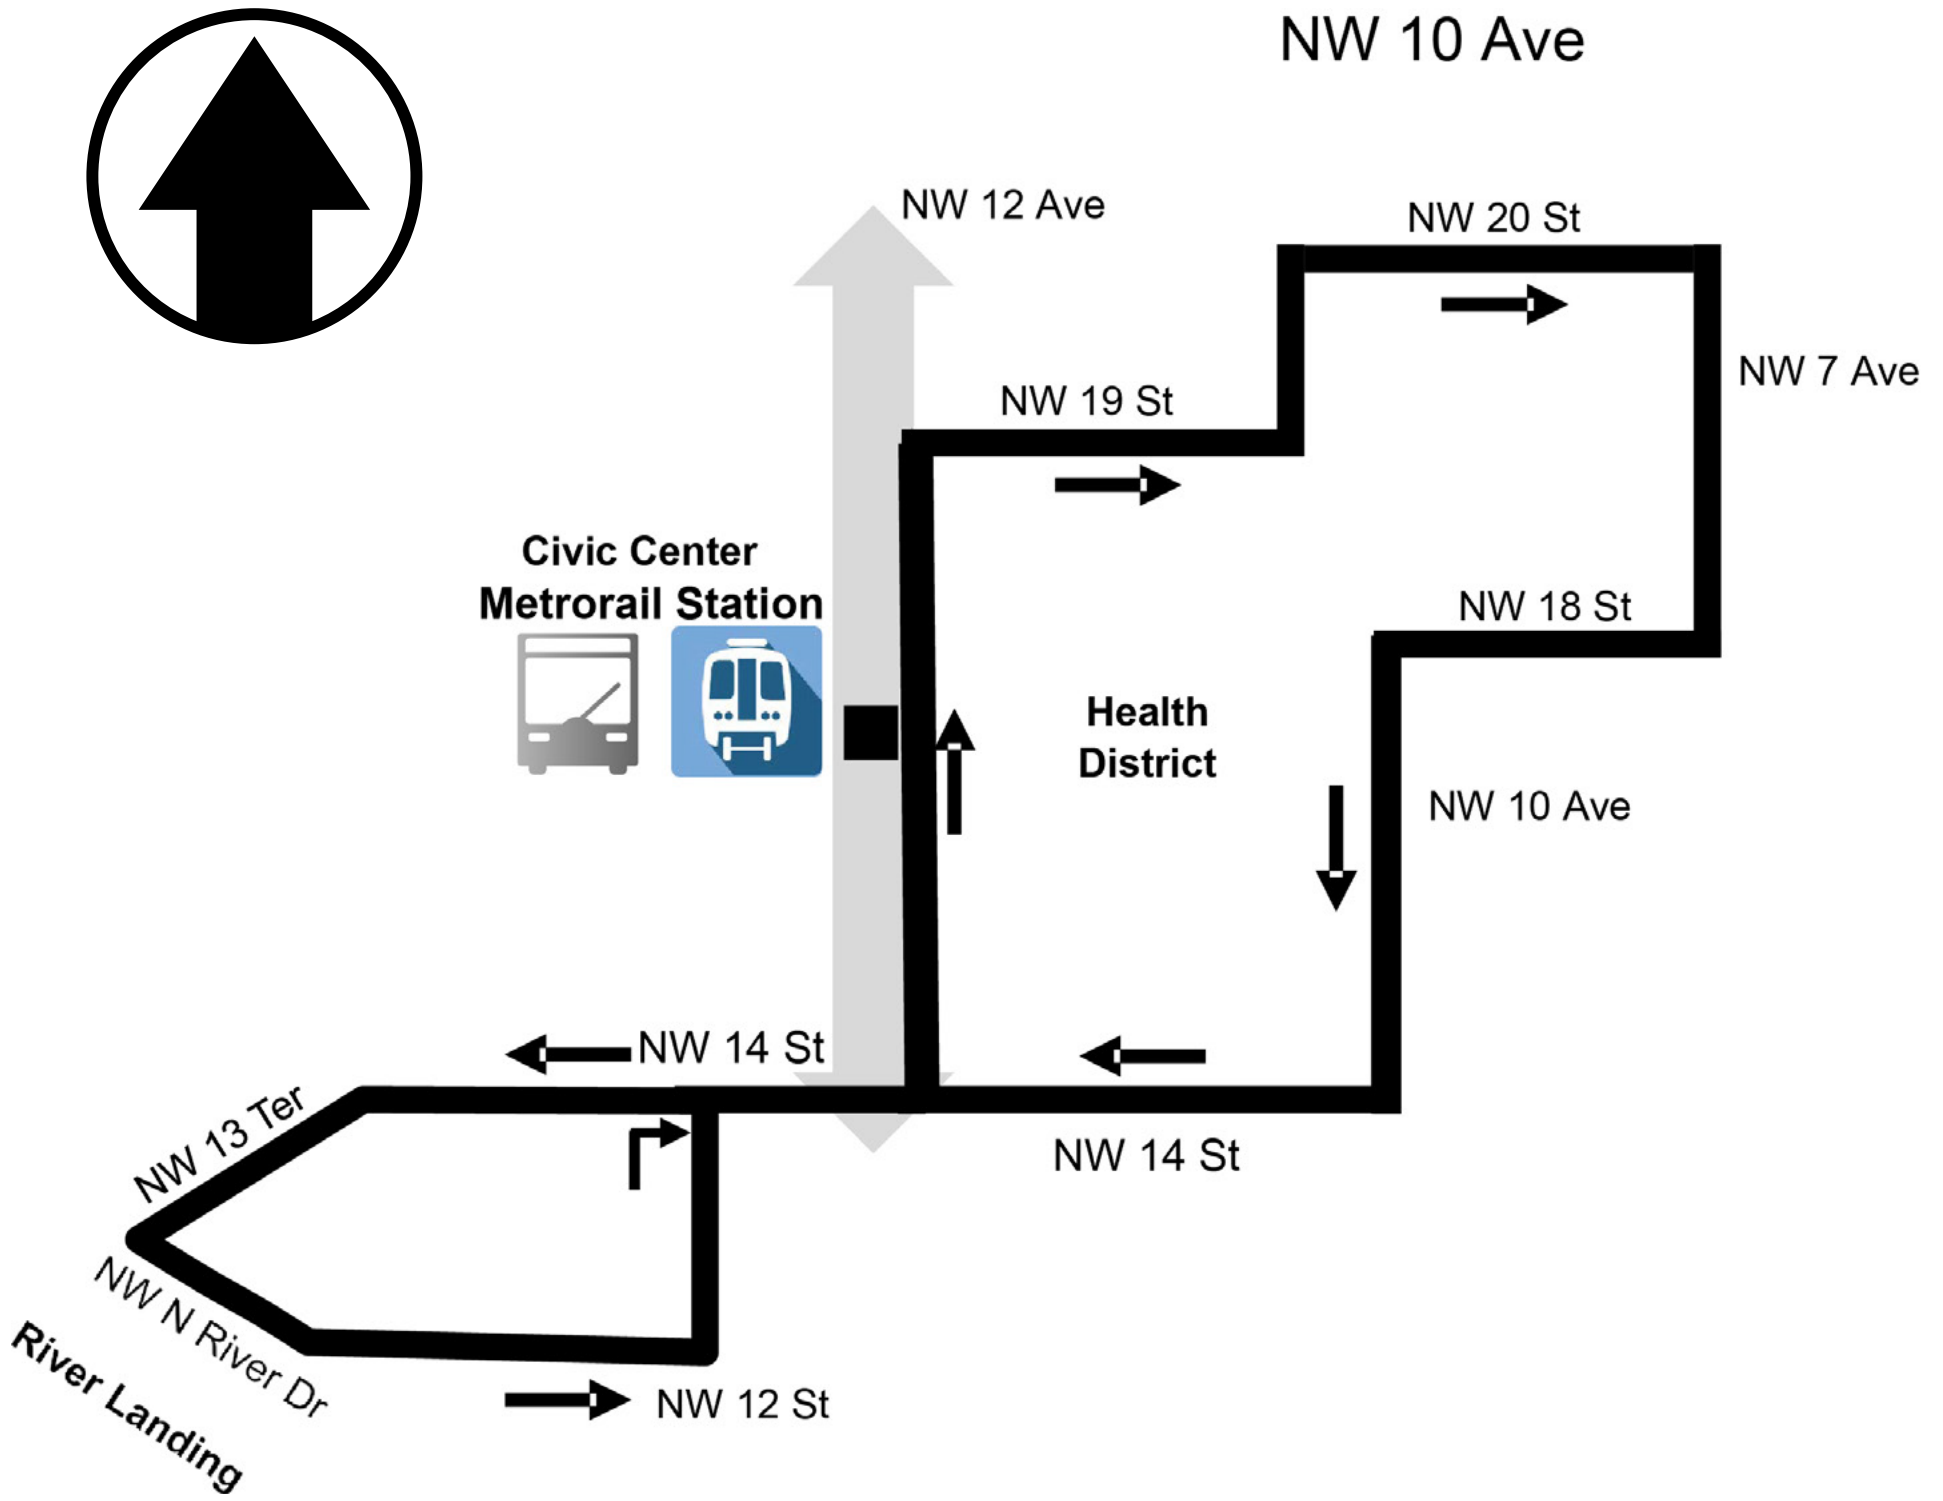 NW 10 Ave
NW 12 Ave
NW 20 St
NW 7 Ave
NW 19 St
Civic Center
Metrorail Station
NW 18 St
Health
District
NW 10 Ave
NW 14 St
NW 14 St
NW 13 Ter
NW N River Dr
River Landing
NW 12 St